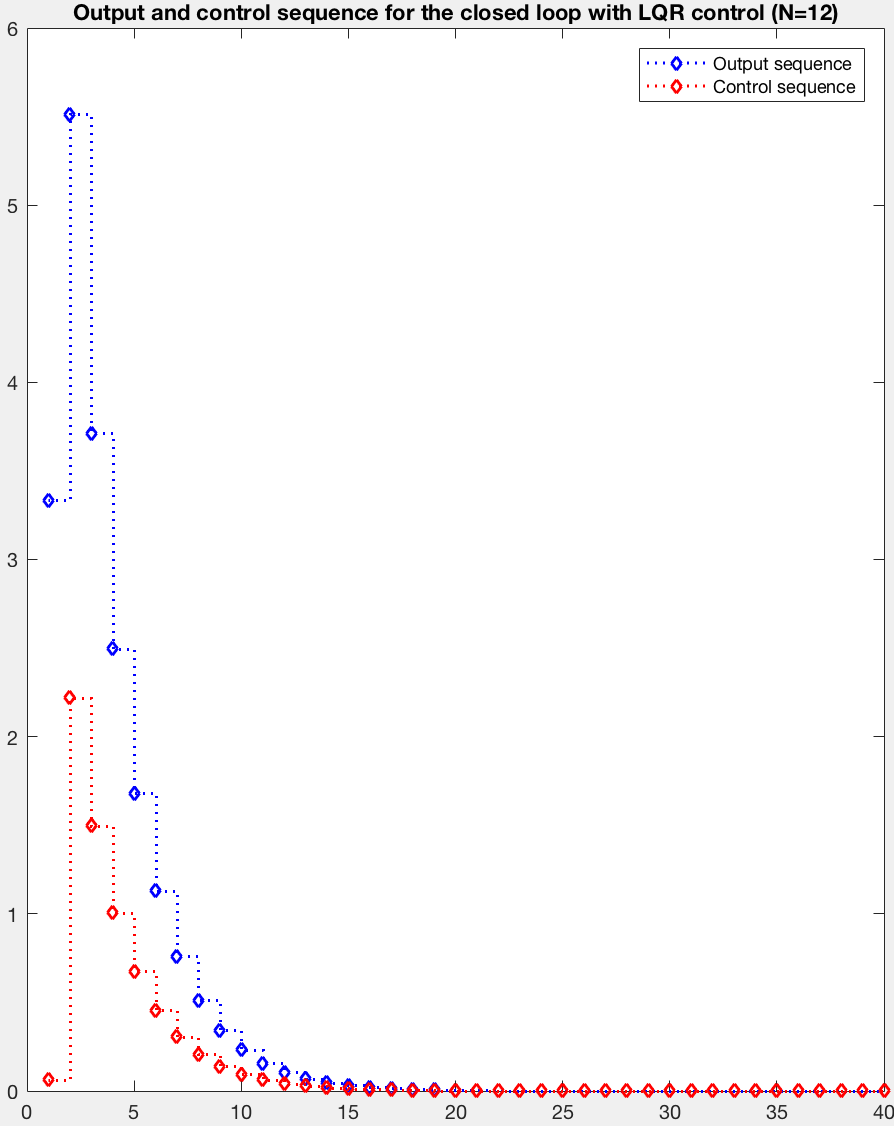 Output and control sequence for the closed loop with LQR control (N=12)
Output sequence
Control sequence
6
5
4
3
2
1
0
0 5 10 15 20 25 30 35 40